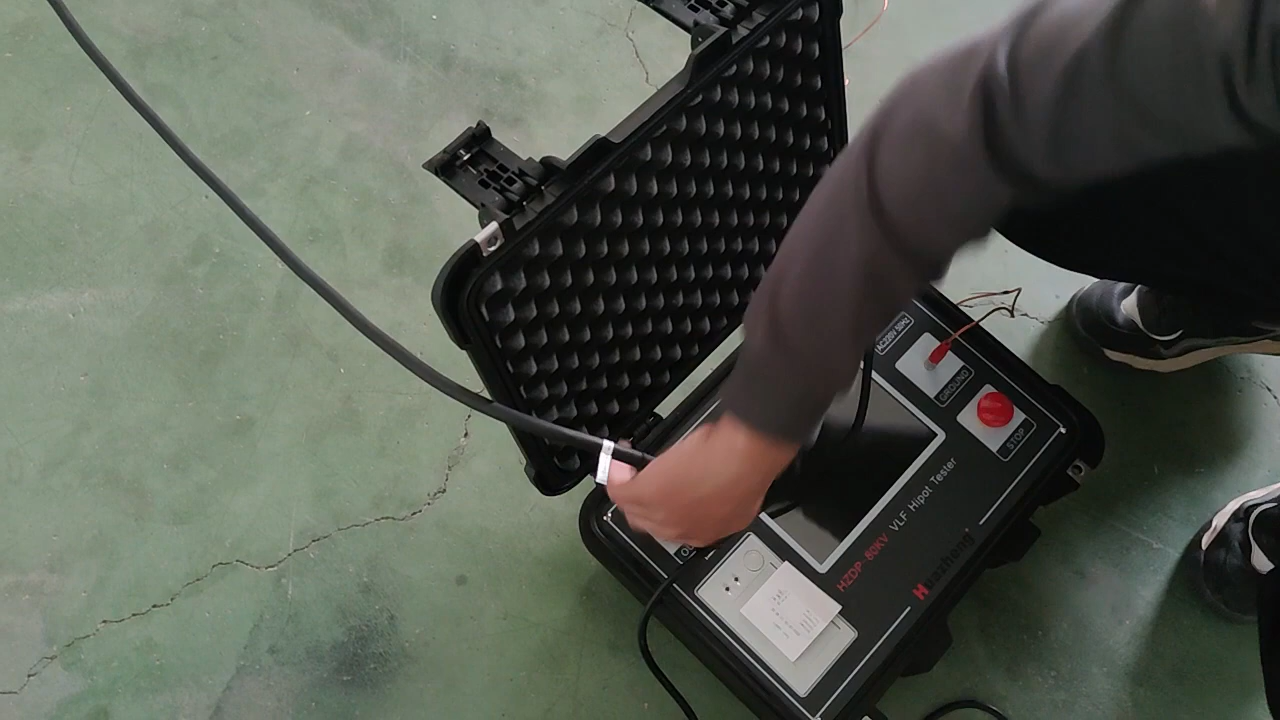 AC220V 50Hz
GROUND
STOP
HZDP-80KV VLF Hipot Tester
Huazheng